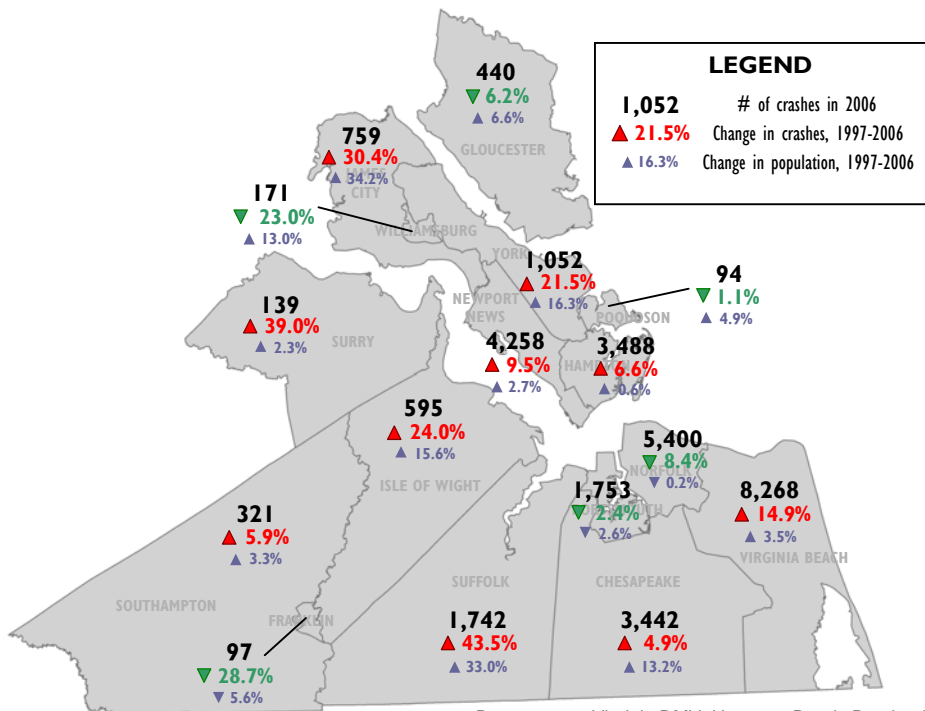 LEGEND
1,052 # of crashes in 2006
▲ 21.5% Change in crashes, 1997-2006
▲ 16.3% Change in population, 1997-2006
440
▼ 6.2%
▲ 6.6%
GLOUCESTER
759
▲ 30.4%
▲ 34.2%
JAMES
CITY
171
▼ 23.0%
▲ 13.0%
WILLIAMSBURG
YORK
1,052
▲ 21.5%
▲ 16.3%
94
▼ 1.1%
▲ 4.9%
POQUOSON
139
▲ 39.0%
▲ 2.3%
SURRY
NEWPORT
NEWS
4,258
▲ 9.5%
▲ 2.7%
3,488
HAMPTON
▲ 6.6%
▲ 0.6%
595
▲ 24.0%
▲ 15.6%
ISLE OF WIGHT
5,400
▼ 8.4%
NORFOLK
▼ 0.2%
1,753
▼ 2.4%
PORTSMOUTH
▼ 2.6%
8,268
▲ 14.9%
▲ 3.5%
VIRGINIA BEACH
321
▲ 5.9%
▲ 3.3%
SOUTHAMPTON
FRANKLIN
97
▼ 28.7%
▼ 5.6%
SUFFOLK
1,742
▲ 43.5%
▲ 33.0%
CHESAPEAKE
3,442
▲ 4.9%
▲ 13.2%